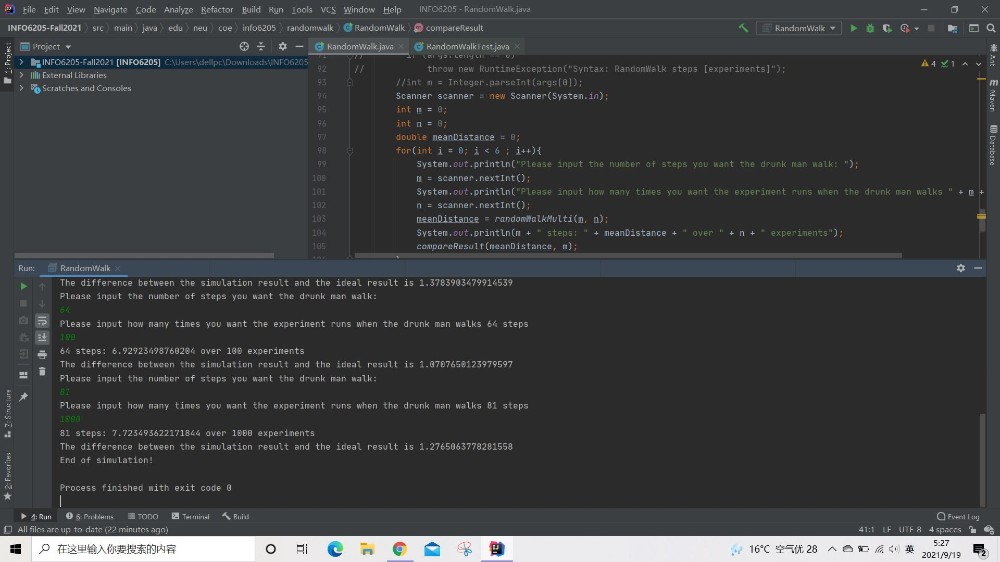 File Edit View Navigate Code Analyze Refactor Build Run Tools VCS Window Help INFO6205 - RandomWalk.java
INFO6205-Fall2021 src main java edu neu coe info6205 randomwalk RandomWalk compareResult RandomWalk
Project
RandomWalk.java
RandomWalkTest.java
1: Project
INFO6205-Fall2021 [INFO6205] C:\Users\dellpc\Downloads\INFO6205
External Libraries
Scratches and Consoles
7: Structure
2: Favorites
91 // if (args.length == 0)
92 // throw new RuntimeException("Syntax: RandomWalk steps [experiments]");
93 //int m = Integer.parseInt(args[0]);
94 Scanner scanner = new Scanner(System.in);
95 int m = 0;
96 int n = 0;
97 double meanDistance = 0;
98 for(int i = 0; i < 6 ; i++){
99 System.out.println("Please input the number of steps you want the drunk man walk: ");
100 m = scanner.nextInt();
101 System.out.println("Please input how many times you want the experiment runs when the drunk man walks " + m +
102 n = scanner.nextInt();
103 meanDistance = randomWalkMulti(m, n);
104 System.out.println(m + " steps: " + meanDistance + " over " + n + " experiments");
105 compareResult(meanDistance, m);
106 }
4 1
Ant
Maven
Database
Run: RandomWalk
The difference between the simulation result and the ideal result is 1.3783903479914539
Please input the number of steps you want the drunk man walk:
64
Please input how many times you want the experiment runs when the drunk man walks 64 steps
100
64 steps: 6.92923498760204 over 100 experiments
The difference between the simulation result and the ideal result is 1.0707650123979597
Please input the number of steps you want the drunk man walk:
81
Please input how many times you want the experiment runs when the drunk man walks 81 steps
1000
81 steps: 7.723493622171844 over 1000 experiments
The difference between the simulation result and the ideal result is 1.2765063778281558
End of simulation!
Process finished with exit code 0
4: Run 6: Problems TODO Terminal Build Event Log
All files are up-to-date (22 minutes ago) 41:1 LF UTF-8 4 spaces
在这里输入你要搜索的内容
16°C 空气优 28 英 5:27
2021/9/19
2